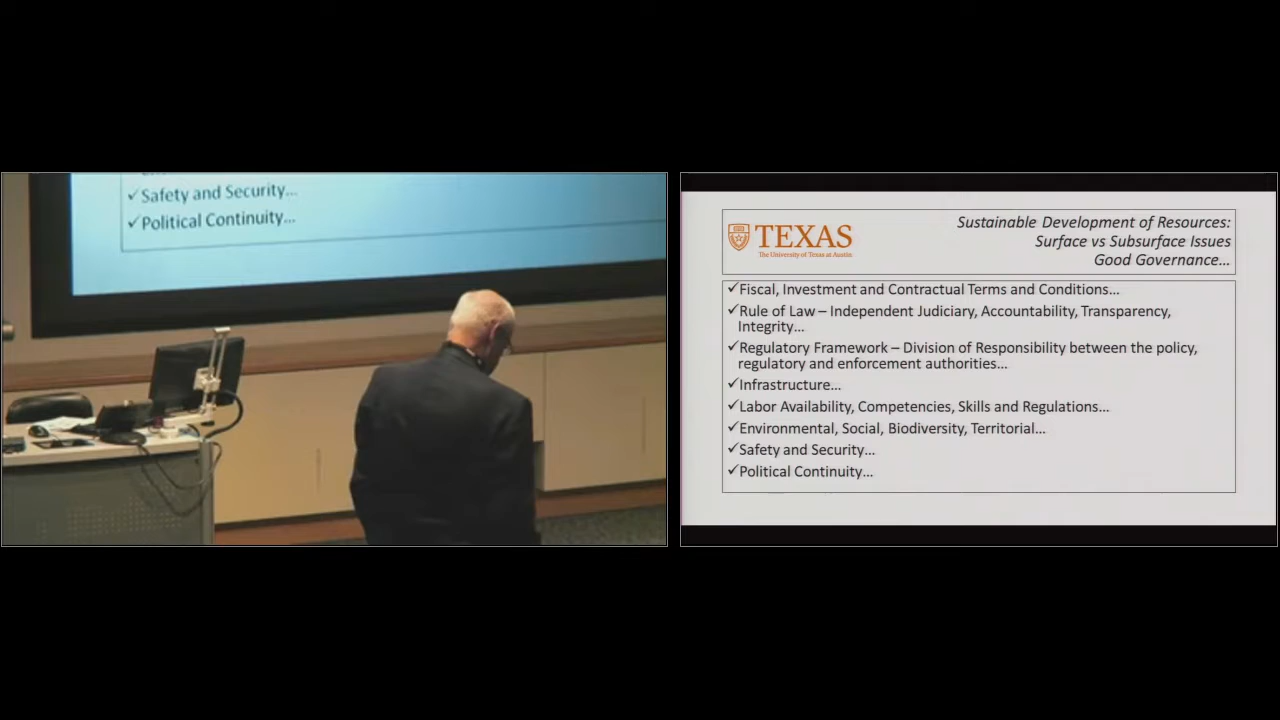 ✓Safety and Security...
✓Political Continuity...
TEXAS
The University of Texas at Austin
Sustainable Development of Resources:
Surface vs Subsurface Issues
Good Governance...
✓Fiscal, Investment and Contractual Terms and Conditions...
✓Rule of Law – Independent Judiciary, Accountability, Transparency,
Integrity...
✓Regulatory Framework – Division of Responsibility between the policy,
regulatory and enforcement authorities...
✓Infrastructure...
✓Labor Availability, Competencies, Skills and Regulations...
✓Environmental, Social, Biodiversity, Territorial...
✓Safety and Security...
✓Political Continuity...